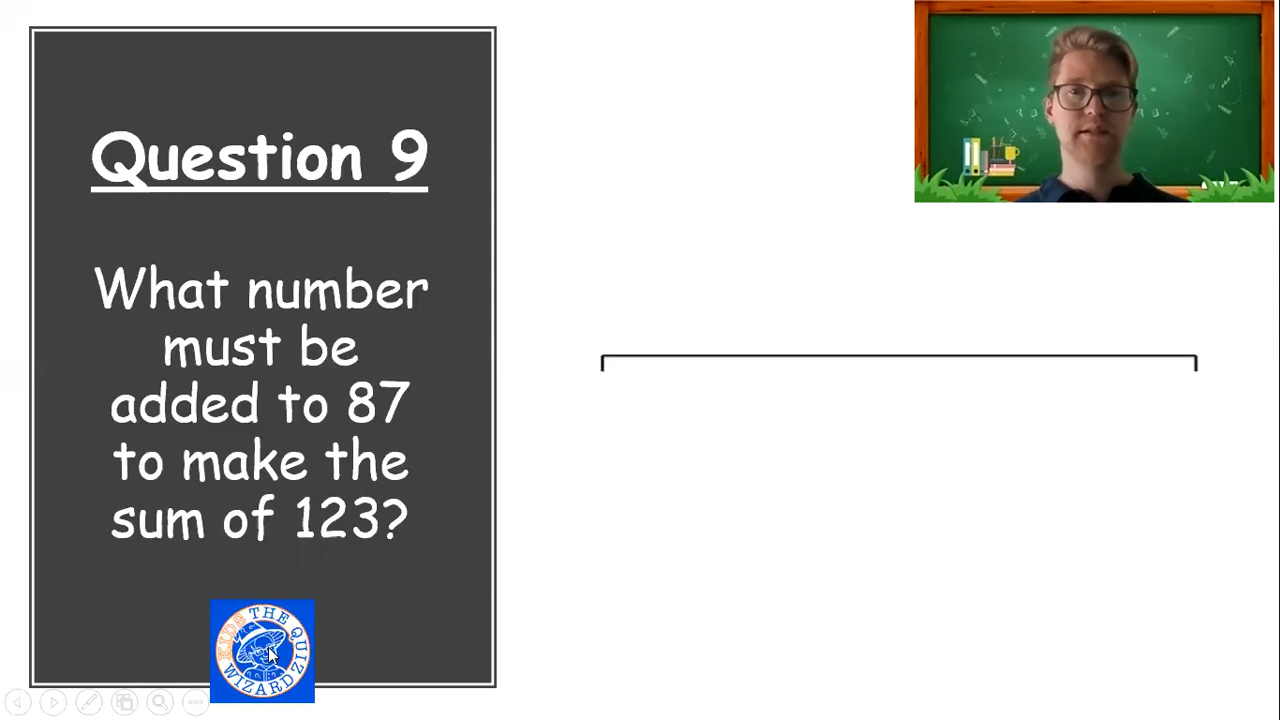 Question 9
What number
must be
added to 87
to make the
sum of 123?
KIDS THE QUIZ
WIZARD